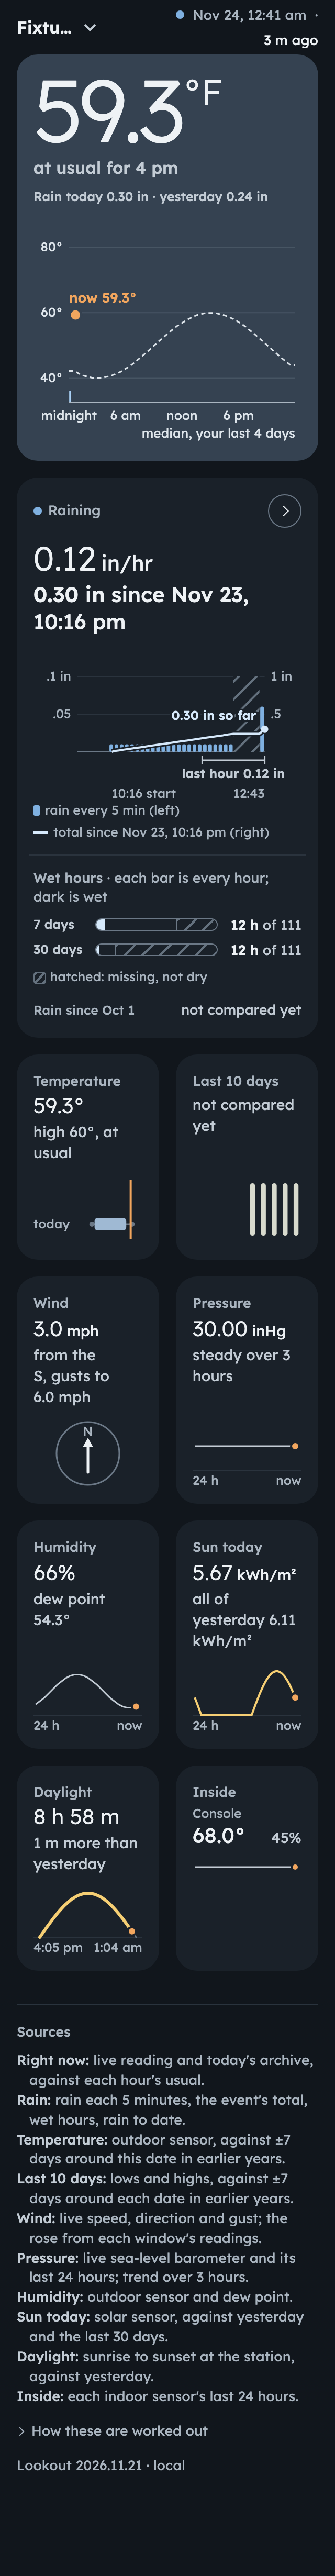 Fixtu...
Nov 24, 12:41 am ·
3 m ago
59.3°F
at usual for 4 pm
Rain today 0.30 in · yesterday 0.24 in
80°
now 59.3°
60°
40°
midnight 6 am noon 6 pm
median, your last 4 days
Raining
0.12 in/hr
0.30 in since Nov 23,
10:16 pm
.1 in 1 in
.05 0.30 in so far .5
last hour 0.12 in
10:16 start 12:43
rain every 5 min (left)
total since Nov 23, 10:16 pm (right)
Wet hours · each bar is every hour;
dark is wet
7 days 12 h of 111
30 days 12 h of 111
hatched: missing, not dry
Rain since Oct 1 not compared yet
Temperature
59.3°
high 60°, at
usual
today
Last 10 days
not compared
yet
Wind
3.0 mph
from the
S, gusts to
6.0 mph
N
Pressure
30.00 inHg
steady over 3
hours
24 h now
Humidity
66%
dew point
54.3°
24 h now
Sun today
5.67 kWh/m²
all of
yesterday 6.11
kWh/m²
24 h now
Daylight
8 h 58 m
1 m more than
yesterday
4:05 pm 1:04 am
Inside
Console
68.0° 45%
Sources
Right now: live reading and today's archive,
against each hour's usual.
Rain: rain each 5 minutes, the event's total,
wet hours, rain to date.
Temperature: outdoor sensor, against ±7
days around this date in earlier years.
Last 10 days: lows and highs, against ±7
days around each date in earlier years.
Wind: live speed, direction and gust; the
rose from each window's readings.
Pressure: live sea-level barometer and its
last 24 hours; trend over 3 hours.
Humidity: outdoor sensor and dew point.
Sun today: solar sensor, against yesterday
and the last 30 days.
Daylight: sunrise to sunset at the station,
against yesterday.
Inside: each indoor sensor's last 24 hours.
How these are worked out
Lookout 2026.11.21 · local